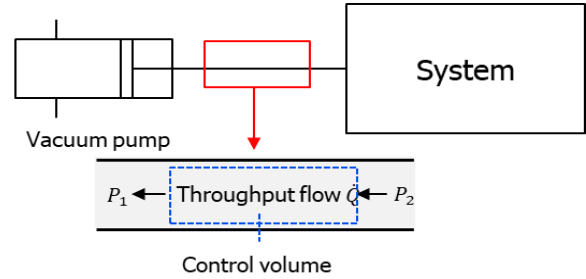 System
Vacuum pump
P₁ Throughput flow Q̇ P₂
Control volume